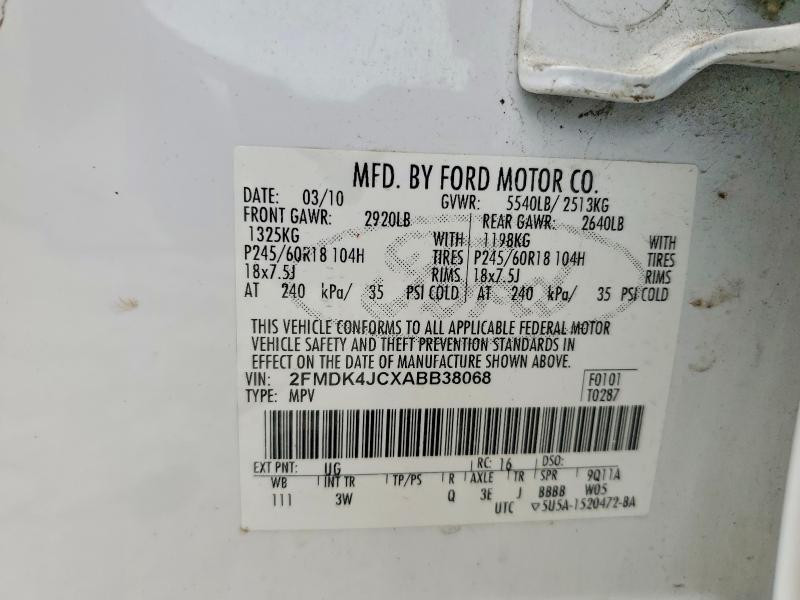 MFD. BY FORD MOTOR CO.
DATE: 03/10 GVWR: 5540LB/ 2513KG
FRONT GAWR: 2920LB REAR GAWR: 2640LB
1325KG WITH 1198KG WITH
P245/60R18 104H TIRES P245/60R18 104H TIRES
18x7.5J RIMS 18x7.5J RIMS
AT 240 kPa/ 35 PSI COLD AT 240 kPa/ 35 PSI COLD
Ford
THIS VEHICLE CONFORMS TO ALL APPLICABLE FEDERAL MOTOR
VEHICLE SAFETY AND THEFT PREVENTION STANDARDS IN
EFFECT ON THE DATE OF MANUFACTURE SHOWN ABOVE.
VIN: 2FMDK4JCXABB38068 F0101
TYPE: MPV T0287
EXT PNT: UG RC: 16 DSO:
WB INT TR TP/PS R AXLE TR SPR 9Q11A
111 3W Q 3E J BBBB W05
UTC ▽5U5A-1520472-BA